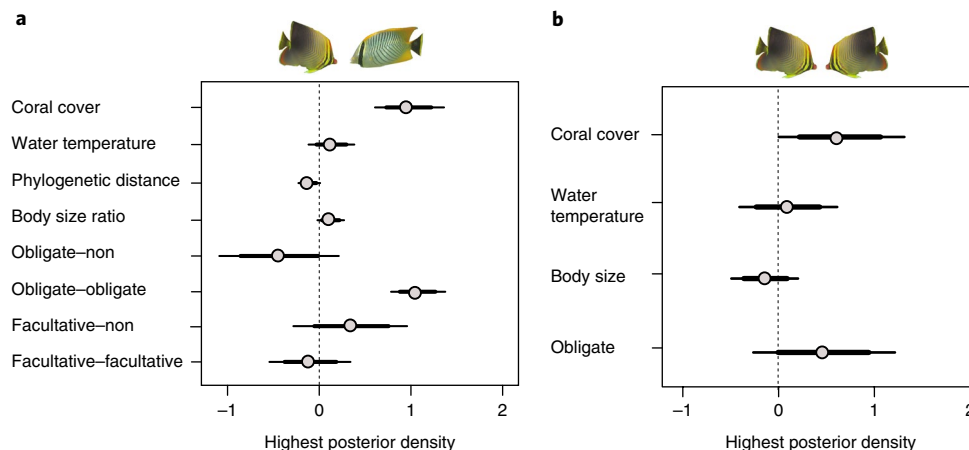 a
Coral cover
Water temperature
Phylogenetic distance
Body size ratio
Obligate–non
Obligate–obligate
Facultative–non
Facultative–facultative
–1 0 1 2
Highest posterior density
b
Coral cover
Water
temperature
Body size
Obligate
–1 0 1 2
Highest posterior density